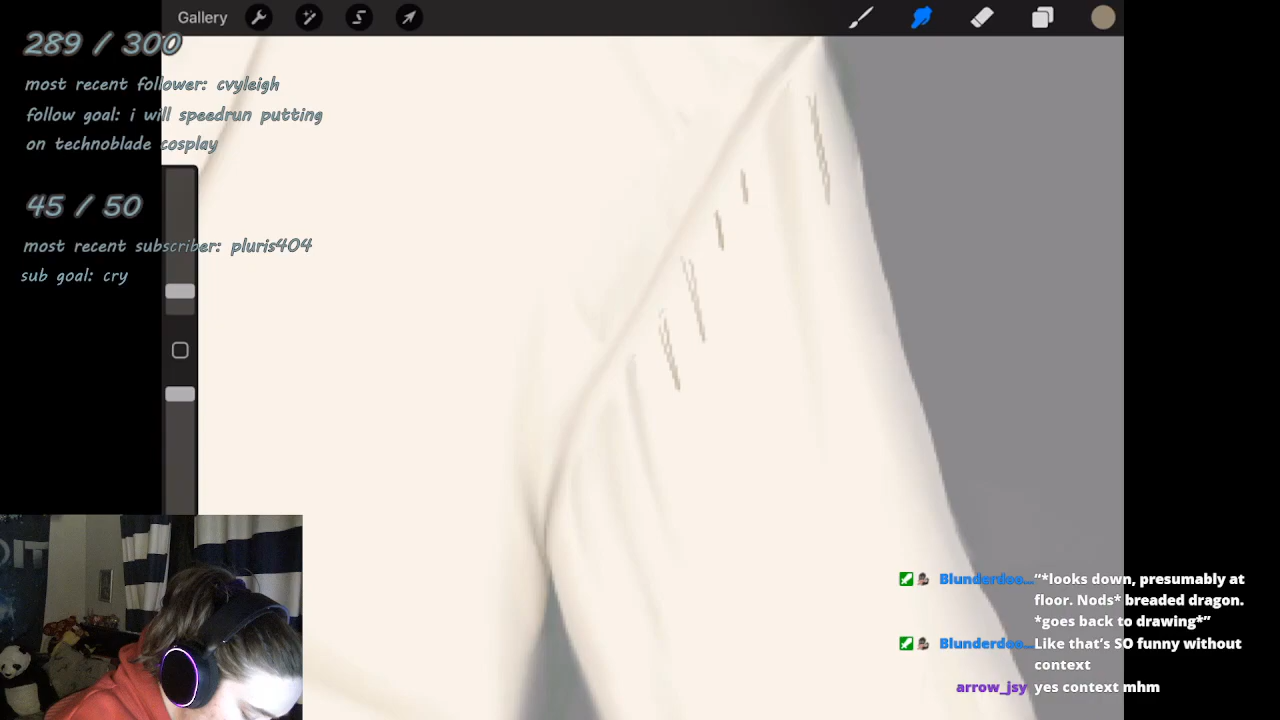 Gallery
289 / 300
most recent follower: cvyleigh
follow goal: i will speedrun putting
on technoblade cosplay
45 / 50
most recent subscriber: pluris404
sub goal: cry
Blunderdoo... "*looks down, presumably at
floor. Nods* breaded dragon.
*goes back to drawing*"
Blunderdoo... Like that's SO funny without
context
arrow_jsy yes context mhm